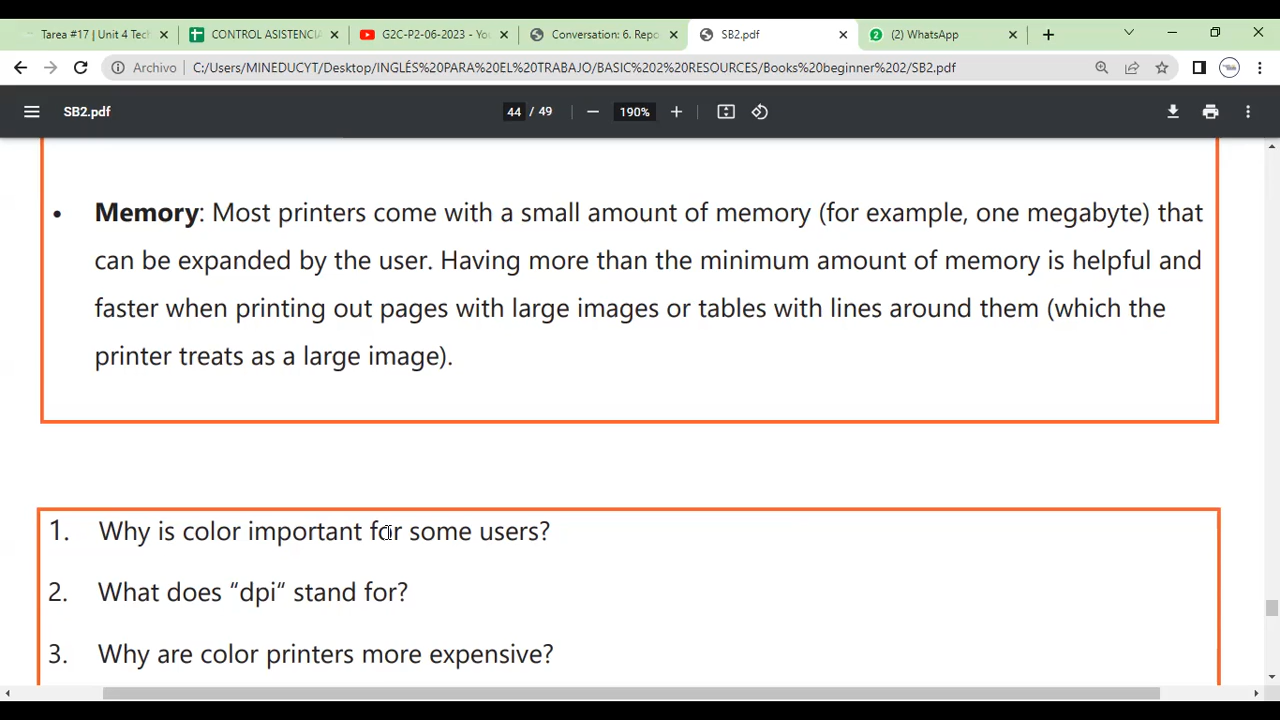 Tarea #17 | Unit 4 Tech
CONTROL ASISTENCIA
G2C-P2-06-2023 - You
Conversation: 6. Repo
SB2.pdf
(2) WhatsApp
Archivo | C:/Users/MINEDUCYT/Desktop/INGLÉS%20PARA%20EL%20TRABAJO/BASIC%202%20RESOURCES/Books%20beginner%202/SB2.pdf
SB2.pdf
44 / 49
190%
• Memory: Most printers come with a small amount of memory (for example, one megabyte) that
can be expanded by the user. Having more than the minimum amount of memory is helpful and
faster when printing out pages with large images or tables with lines around them (which the
printer treats as a large image).
1. Why is color important for some users?
2. What does “dpi“ stand for?
3. Why are color printers more expensive?